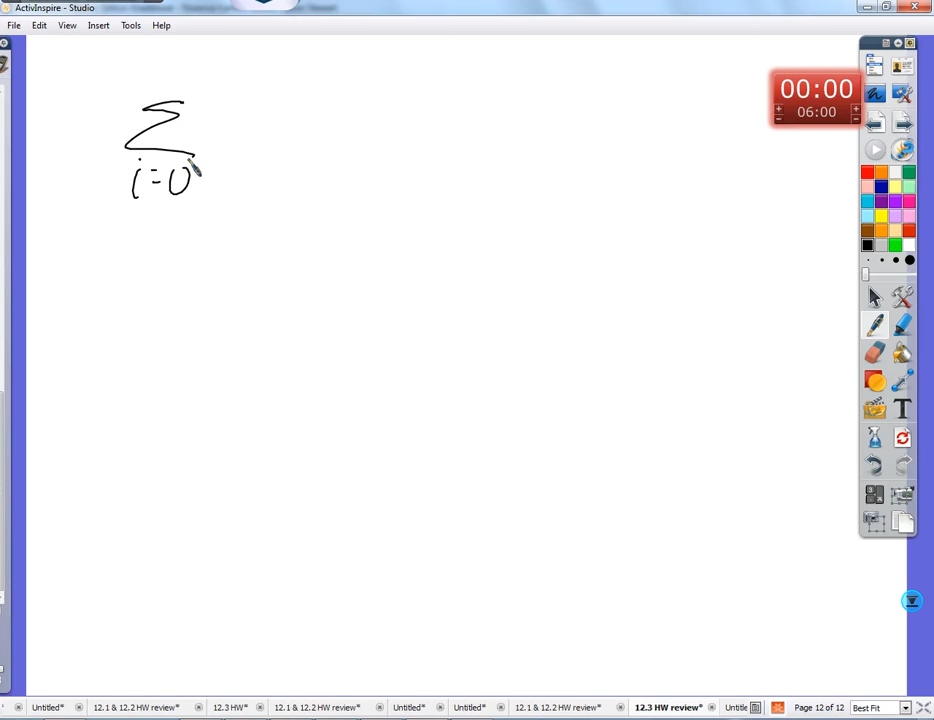 ActivInspire - Studio
File Edit View Insert Tools Help
00:00
06:00
Σ
i=0
Untitled* 12.1 & 12.2 HW review* 12.3 HW* 12.1 & 12.2 HW review* Untitled* Untitled* 12.1 & 12.2 HW review* 12.3 HW review* Untitle Page 12 of 12 Best Fit